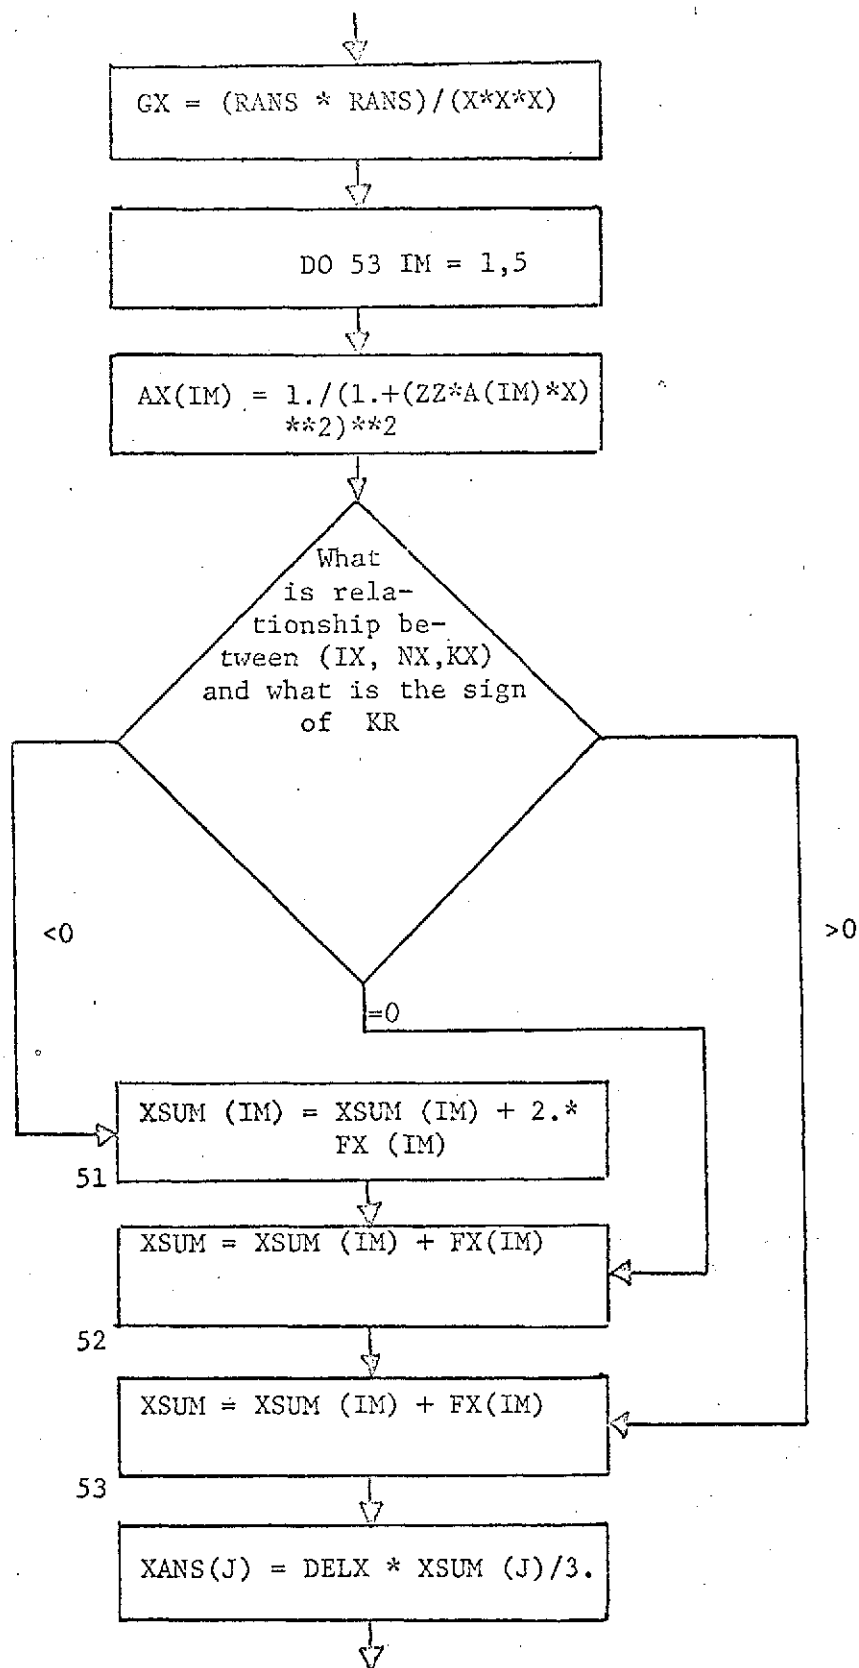 GX = (RANS * RANS)/(X*X*X)
DO 53 IM = 1,5
AX(IM) = 1./(1.+(ZZ*A(IM)*X)
**2)**2
What
is rela-
tionship be-
tween (IX, NX,KX)
and what is the sign
of KR
<0
>0
=0
XSUM (IM) = XSUM (IM) + 2.*
FX (IM)
51
XSUM = XSUM (IM) + FX(IM)
52
XSUM = XSUM (IM) + FX(IM)
53
XANS(J) = DELX * XSUM (J)/3.